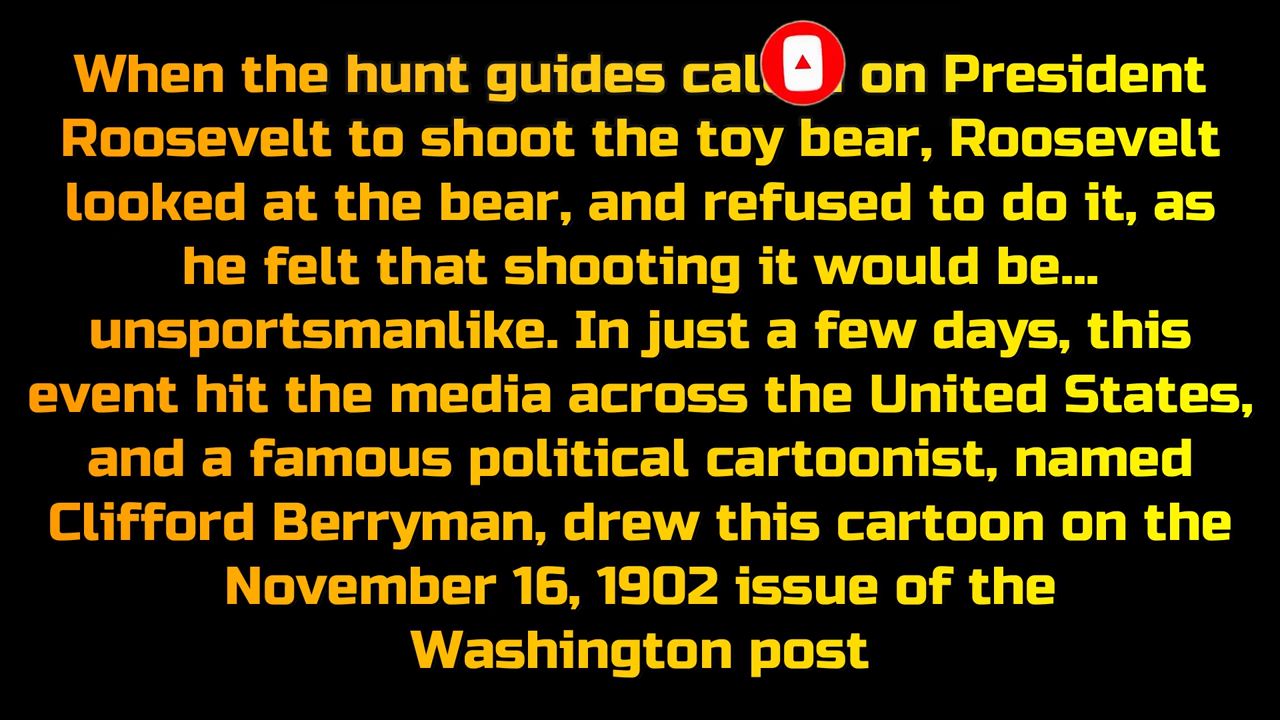 When the hunt guides on President
Roosevelt to shoot the toy bear, Roosevelt
looked at the bear, and refused to do it, as
he felt that shooting it would be...
unsportsmanlike. In just a few days, this
event hit the media across the United States,
and a famous political cartoonist, named
Clifford Berryman, drew this cartoon on the
November 16, 1902 issue of the
Washington post